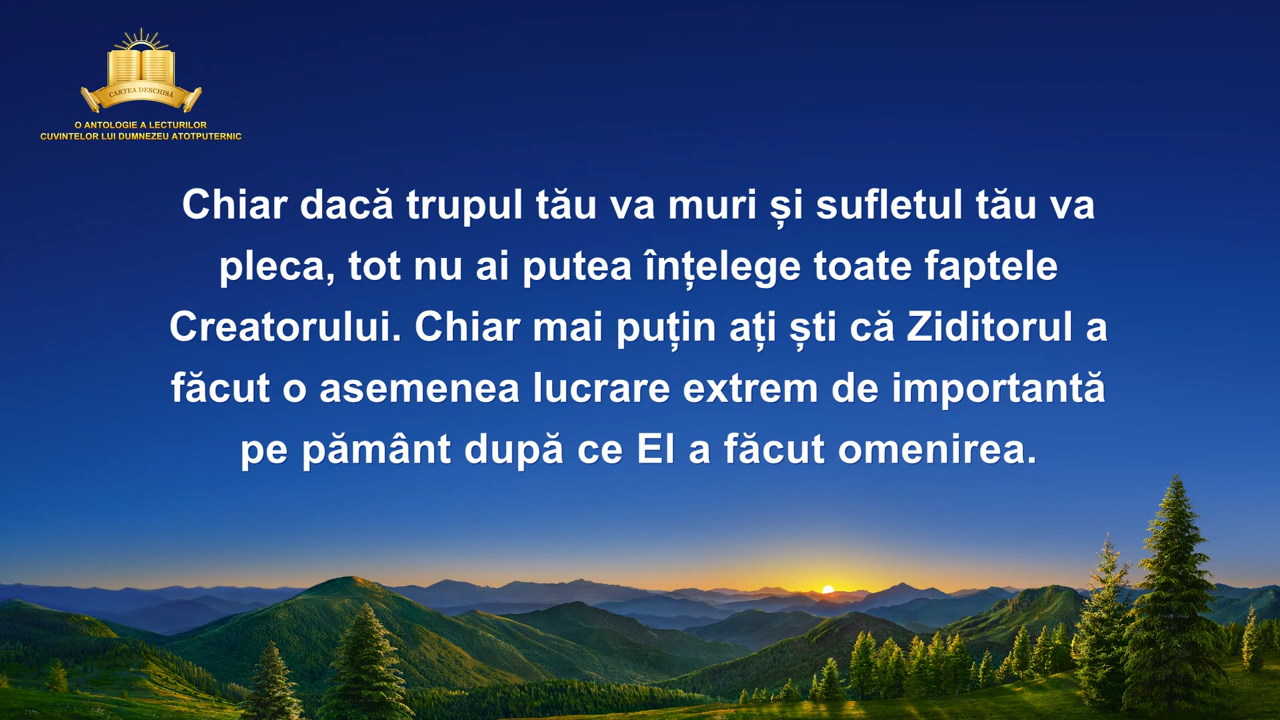 CARTEA DESCHISĂ
O ANTOLOGIE A LECTURILOR
CUVINTELOR LUI DUMNEZEU ATOTPUTERNIC
Chiar dacă trupul tău va muri și sufletul tău va
pleca, tot nu ai putea înțelege toate faptele
Creatorului. Chiar mai puțin ați ști că Ziditorul a
făcut o asemenea lucrare extrem de importantă
pe pământ după ce El a făcut omenirea.